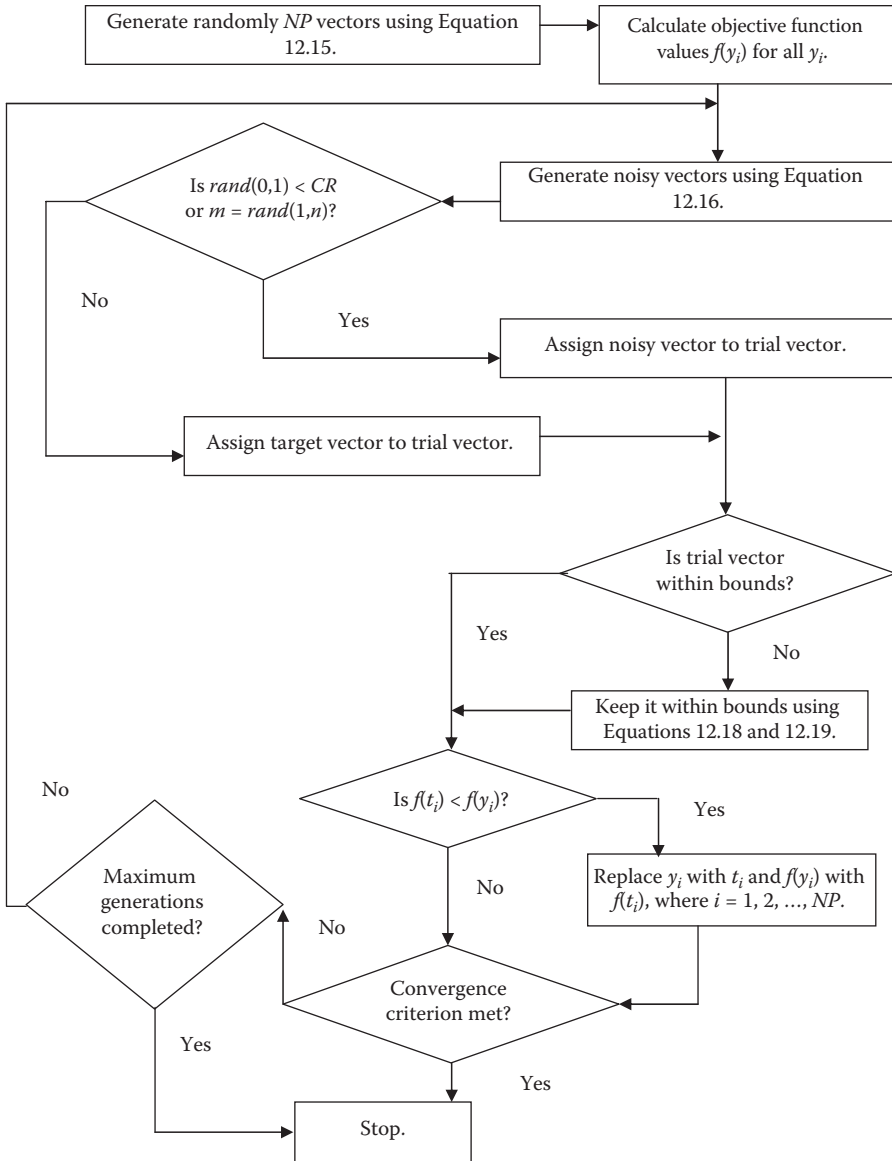 Generate randomly NP vectors using Equation
12.15.
Calculate objective function
values f(yi) for all yi.
Generate noisy vectors using Equation
12.16.
Is rand(0,1) < CR
or m = rand(1,n)?
No
Yes
Assign noisy vector to trial vector.
Assign target vector to trial vector.
Is trial vector
within bounds?
Yes
No
Keep it within bounds using
Equations 12.18 and 12.19.
Is f(ti) < f(yi)?
Yes
No
Replace yi with ti and f(yi) with
f(ti), where i = 1, 2, ..., NP.
No
Maximum
generations
completed?
No
Yes
Convergence
criterion met?
Yes
Stop.